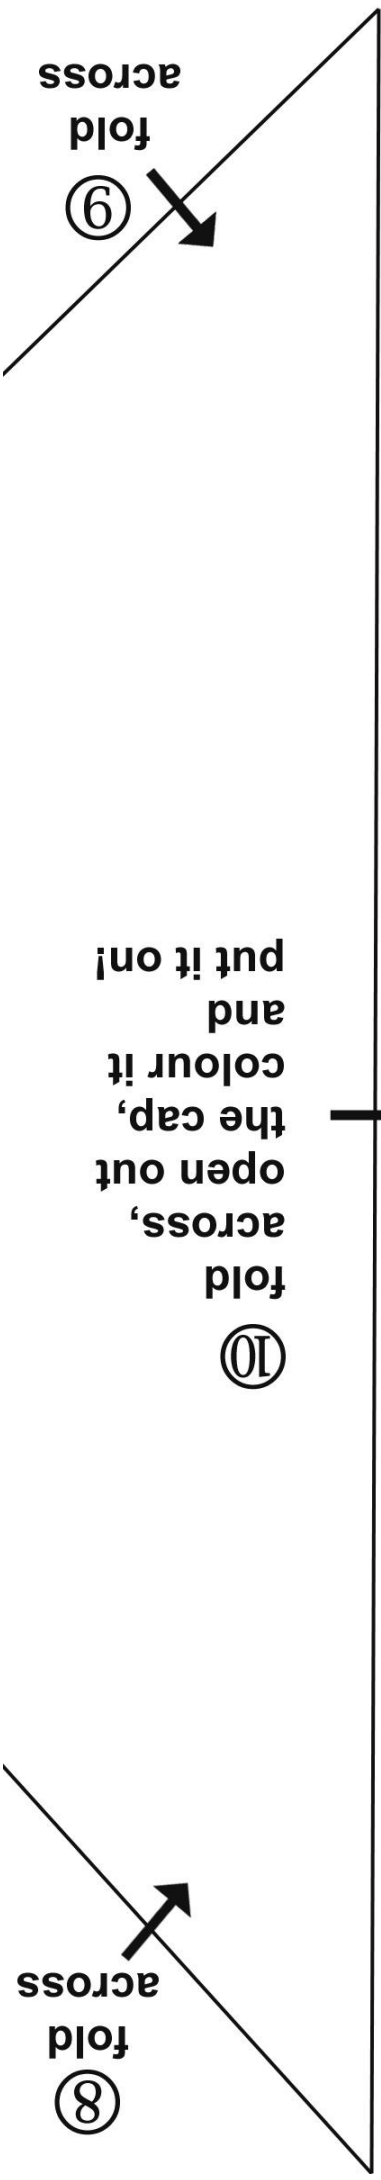 ⑧
fold
across
⑩
fold
across,
open out
the cap,
colour it
and
put it on!
⑨
fold
across